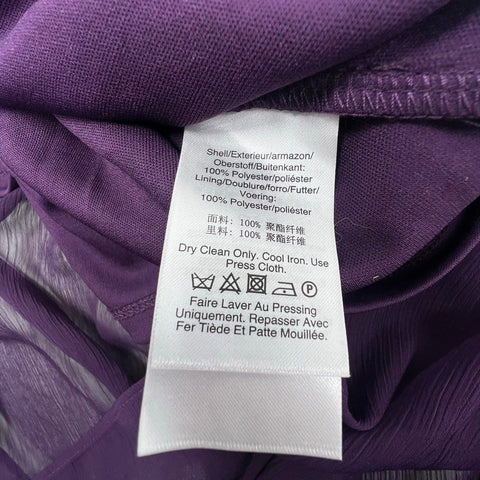 Shell/Exterieur/armazon/
Oberstoff/Buitenkant:
100% Polyester/poliéster
Lining/Doublure/forro/Futter/
Voering:
100% Polyester/poliéster
面料: 100% 聚酯纤维
里料: 100% 聚酯纤维
Dry Clean Only. Cool Iron. Use
Press Cloth.
P
Faire Laver Au Pressing
Uniquement. Repasser Avec
Fer Tiède Et Patte Mouillée.